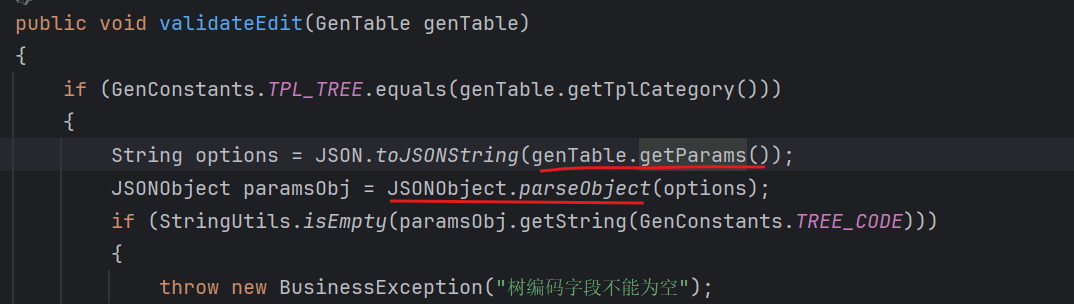 public void validateEdit(GenTable genTable)
{
if (GenConstants.TPL_TREE.equals(genTable.getTplCategory()))
{
String options = JSON.toJSONString(genTable.getParams());
JSONObject paramsObj = JSONObject.parseObject(options);
if (StringUtils.isEmpty(paramsObj.getString(GenConstants.TREE_CODE)))
{
throw new BusinessException("树编码字段不能为空");